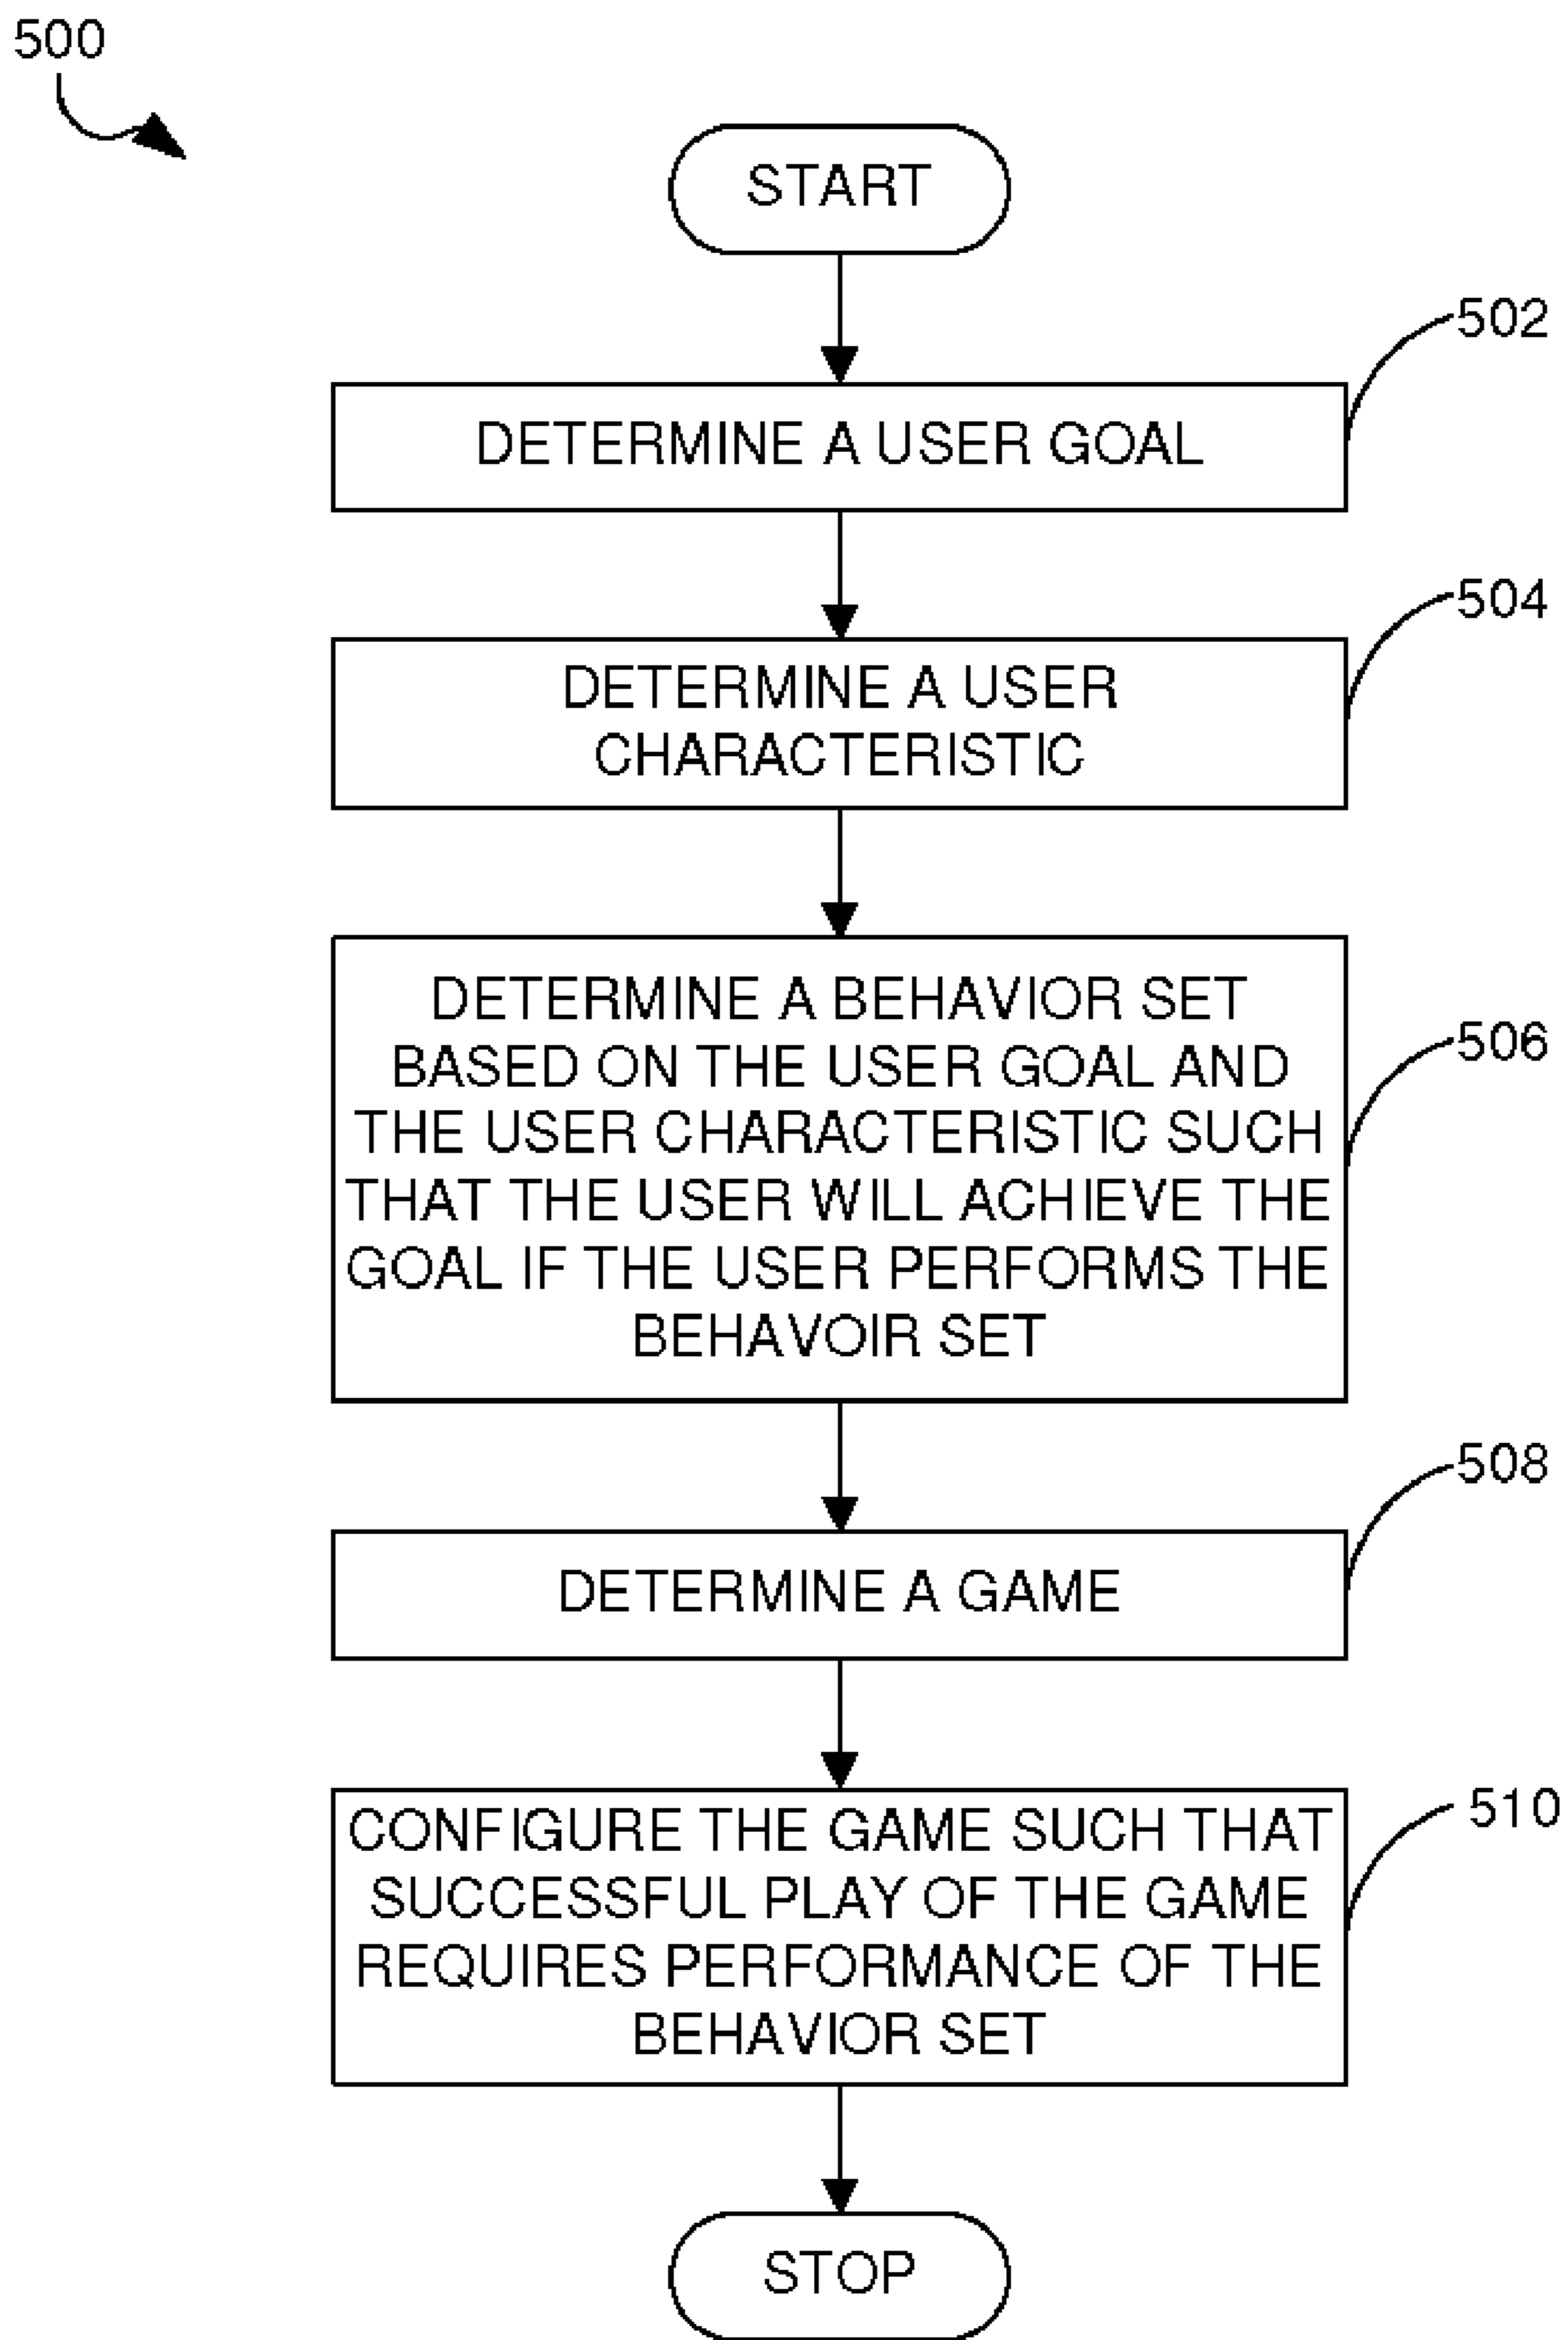 500
START
502
DETERMINE A USER GOAL
504
DETERMINE A USER
CHARACTERISTIC
506
DETERMINE A BEHAVIOR SET
BASED ON THE USER GOAL AND
THE USER CHARACTERISTIC SUCH
THAT THE USER WILL ACHIEVE THE
GOAL IF THE USER PERFORMS THE
BEHAVOIR SET
508
DETERMINE A GAME
510
CONFIGURE THE GAME SUCH THAT
SUCCESSFUL PLAY OF THE GAME
REQUIRES PERFORMANCE OF THE
BEHAVIOR SET
STOP